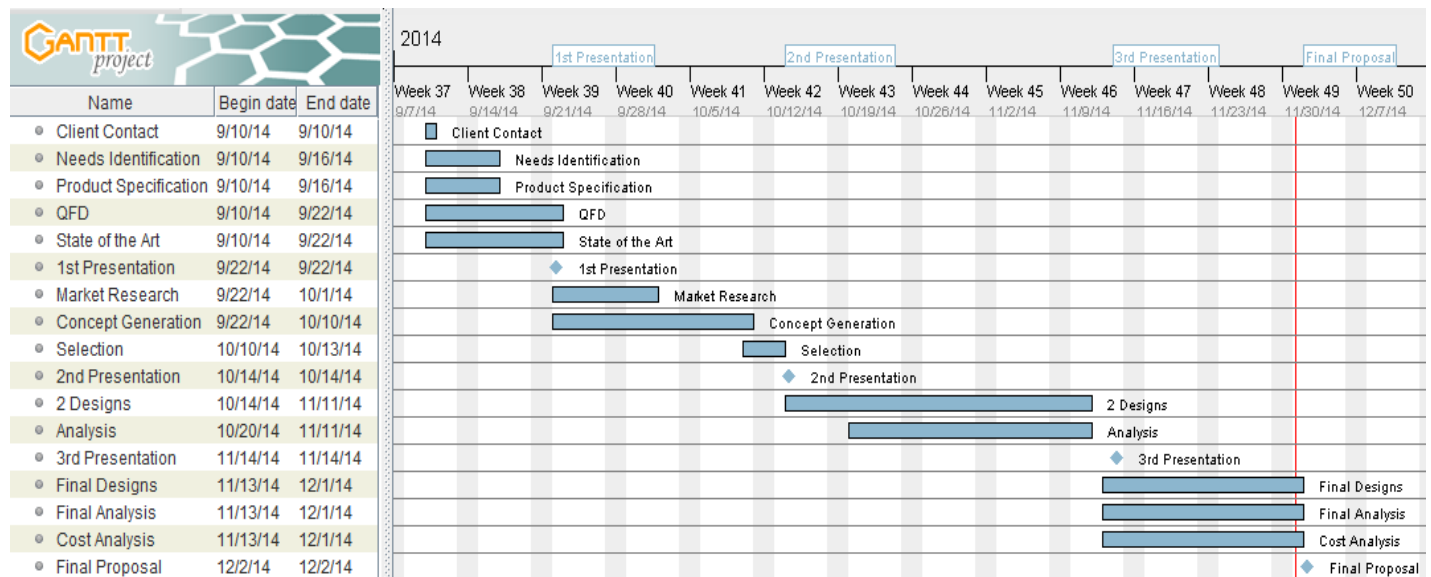 GANTT
project
2014
1st Presentation 2nd Presentation 3rd Presentation Final Proposal
Week 37 Week 38 Week 39 Week 40 Week 41 Week 42 Week 43 Week 44 Week 45 Week 46 Week 47 Week 48 Week 49 Week 50
9/7/14 9/14/14 9/21/14 9/28/14 10/5/14 10/12/14 10/19/14 10/26/14 11/2/14 11/9/14 11/16/14 11/23/14 11/30/14 12/7/14
Name Begin date End date
Client Contact 9/10/14 9/10/14 Client Contact
Needs Identification 9/10/14 9/16/14 Needs Identification
Product Specification 9/10/14 9/16/14 Product Specification
QFD 9/10/14 9/22/14 QFD
State of the Art 9/10/14 9/22/14 State of the Art
1st Presentation 9/22/14 9/22/14 1st Presentation
Market Research 9/22/14 10/1/14 Market Research
Concept Generation 9/22/14 10/10/14 Concept Generation
Selection 10/10/14 10/13/14 Selection
2nd Presentation 10/14/14 10/14/14 2nd Presentation
2 Designs 10/14/14 11/11/14 2 Designs
Analysis 10/20/14 11/11/14 Analysis
3rd Presentation 11/14/14 11/14/14 3rd Presentation
Final Designs 11/13/14 12/1/14 Final Designs
Final Analysis 11/13/14 12/1/14 Final Analysis
Cost Analysis 11/13/14 12/1/14 Cost Analysis
Final Proposal 12/2/14 12/2/14 Final Proposal